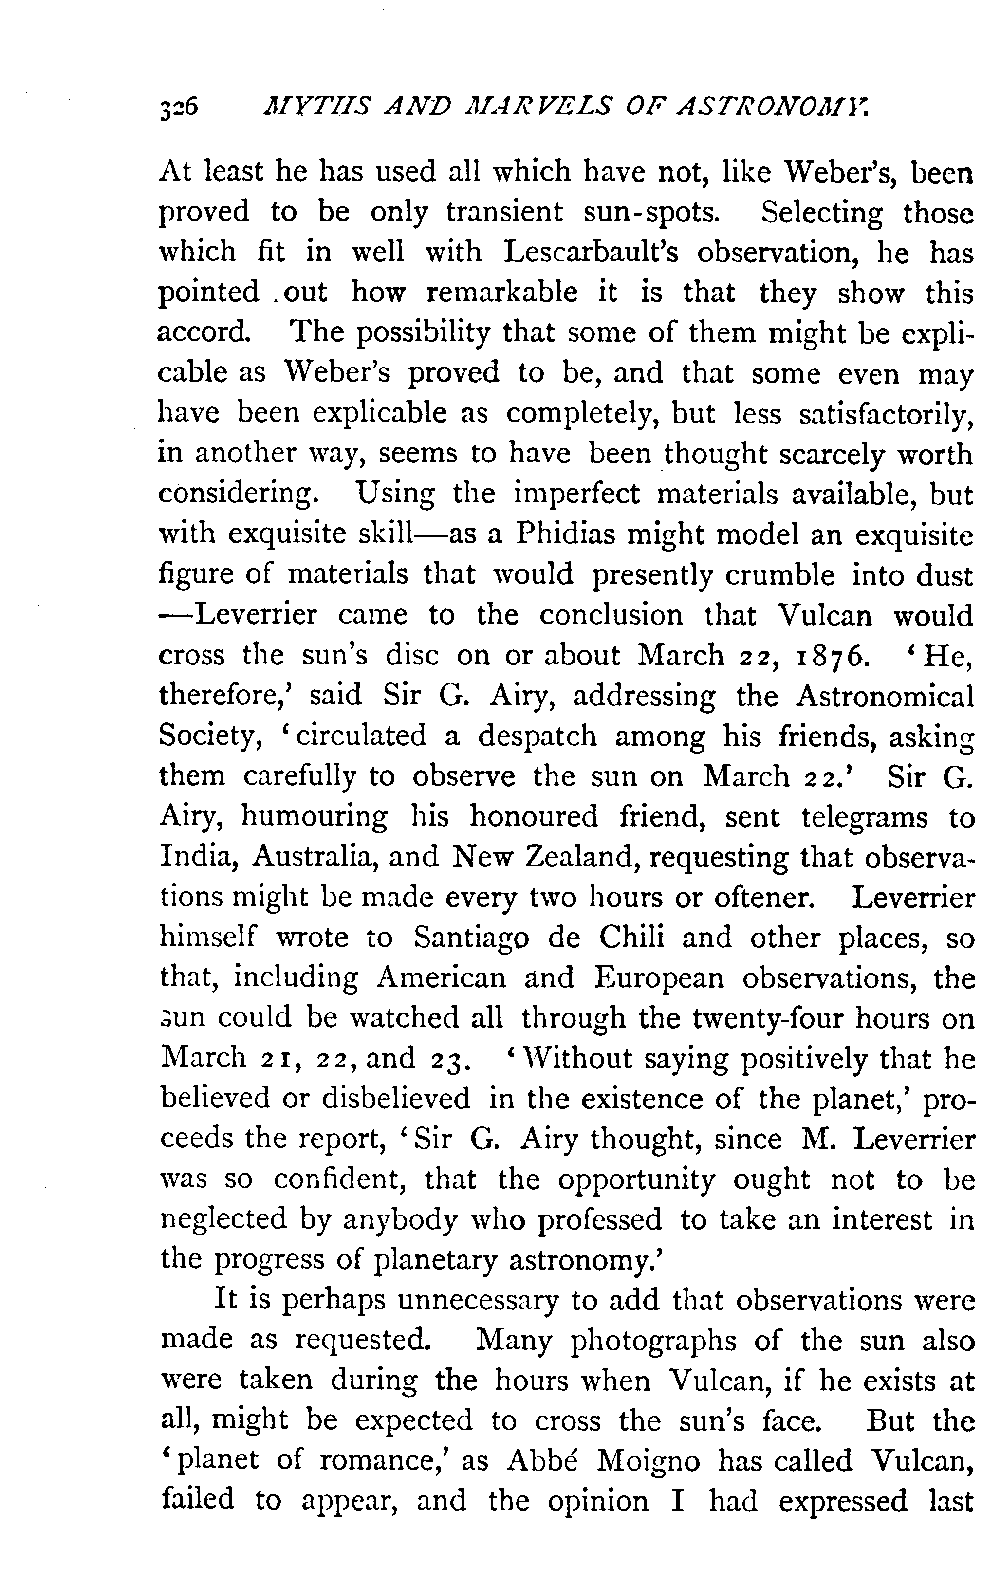 326 MYTHS AND MARVELS OF ASTRONOMY.
At least he has used all which have not, like Weber's, been
proved to be only transient sun-spots. Selecting those
which fit in well with Lescarbault's observation, he has
pointed out how remarkable it is that they show this
accord. The possibility that some of them might be expli-
cable as Weber's proved to be, and that some even may
have been explicable as completely, but less satisfactorily,
in another way, seems to have been thought scarcely worth
considering. Using the imperfect materials available, but
with exquisite skill—as a Phidias might model an exquisite
figure of materials that would presently crumble into dust
—Leverrier came to the conclusion that Vulcan would
cross the sun's disc on or about March 22, 1876. ‘He,
therefore,’ said Sir G. Airy, addressing the Astronomical
Society, ‘circulated a despatch among his friends, asking
them carefully to observe the sun on March 22.’ Sir G.
Airy, humouring his honoured friend, sent telegrams to
India, Australia, and New Zealand, requesting that observa-
tions might be made every two hours or oftener. Leverrier
himself wrote to Santiago de Chili and other places, so
that, including American and European observations, the
sun could be watched all through the twenty-four hours on
March 21, 22, and 23. ‘Without saying positively that he
believed or disbelieved in the existence of the planet,’ pro-
ceeds the report, ‘Sir G. Airy thought, since M. Leverrier
was so confident, that the opportunity ought not to be
neglected by anybody who professed to take an interest in
the progress of planetary astronomy.’
It is perhaps unnecessary to add that observations were
made as requested. Many photographs of the sun also
were taken during the hours when Vulcan, if he exists at
all, might be expected to cross the sun's face. But the
‘planet of romance,’ as Abbé Moigno has called Vulcan,
failed to appear, and the opinion I had expressed last